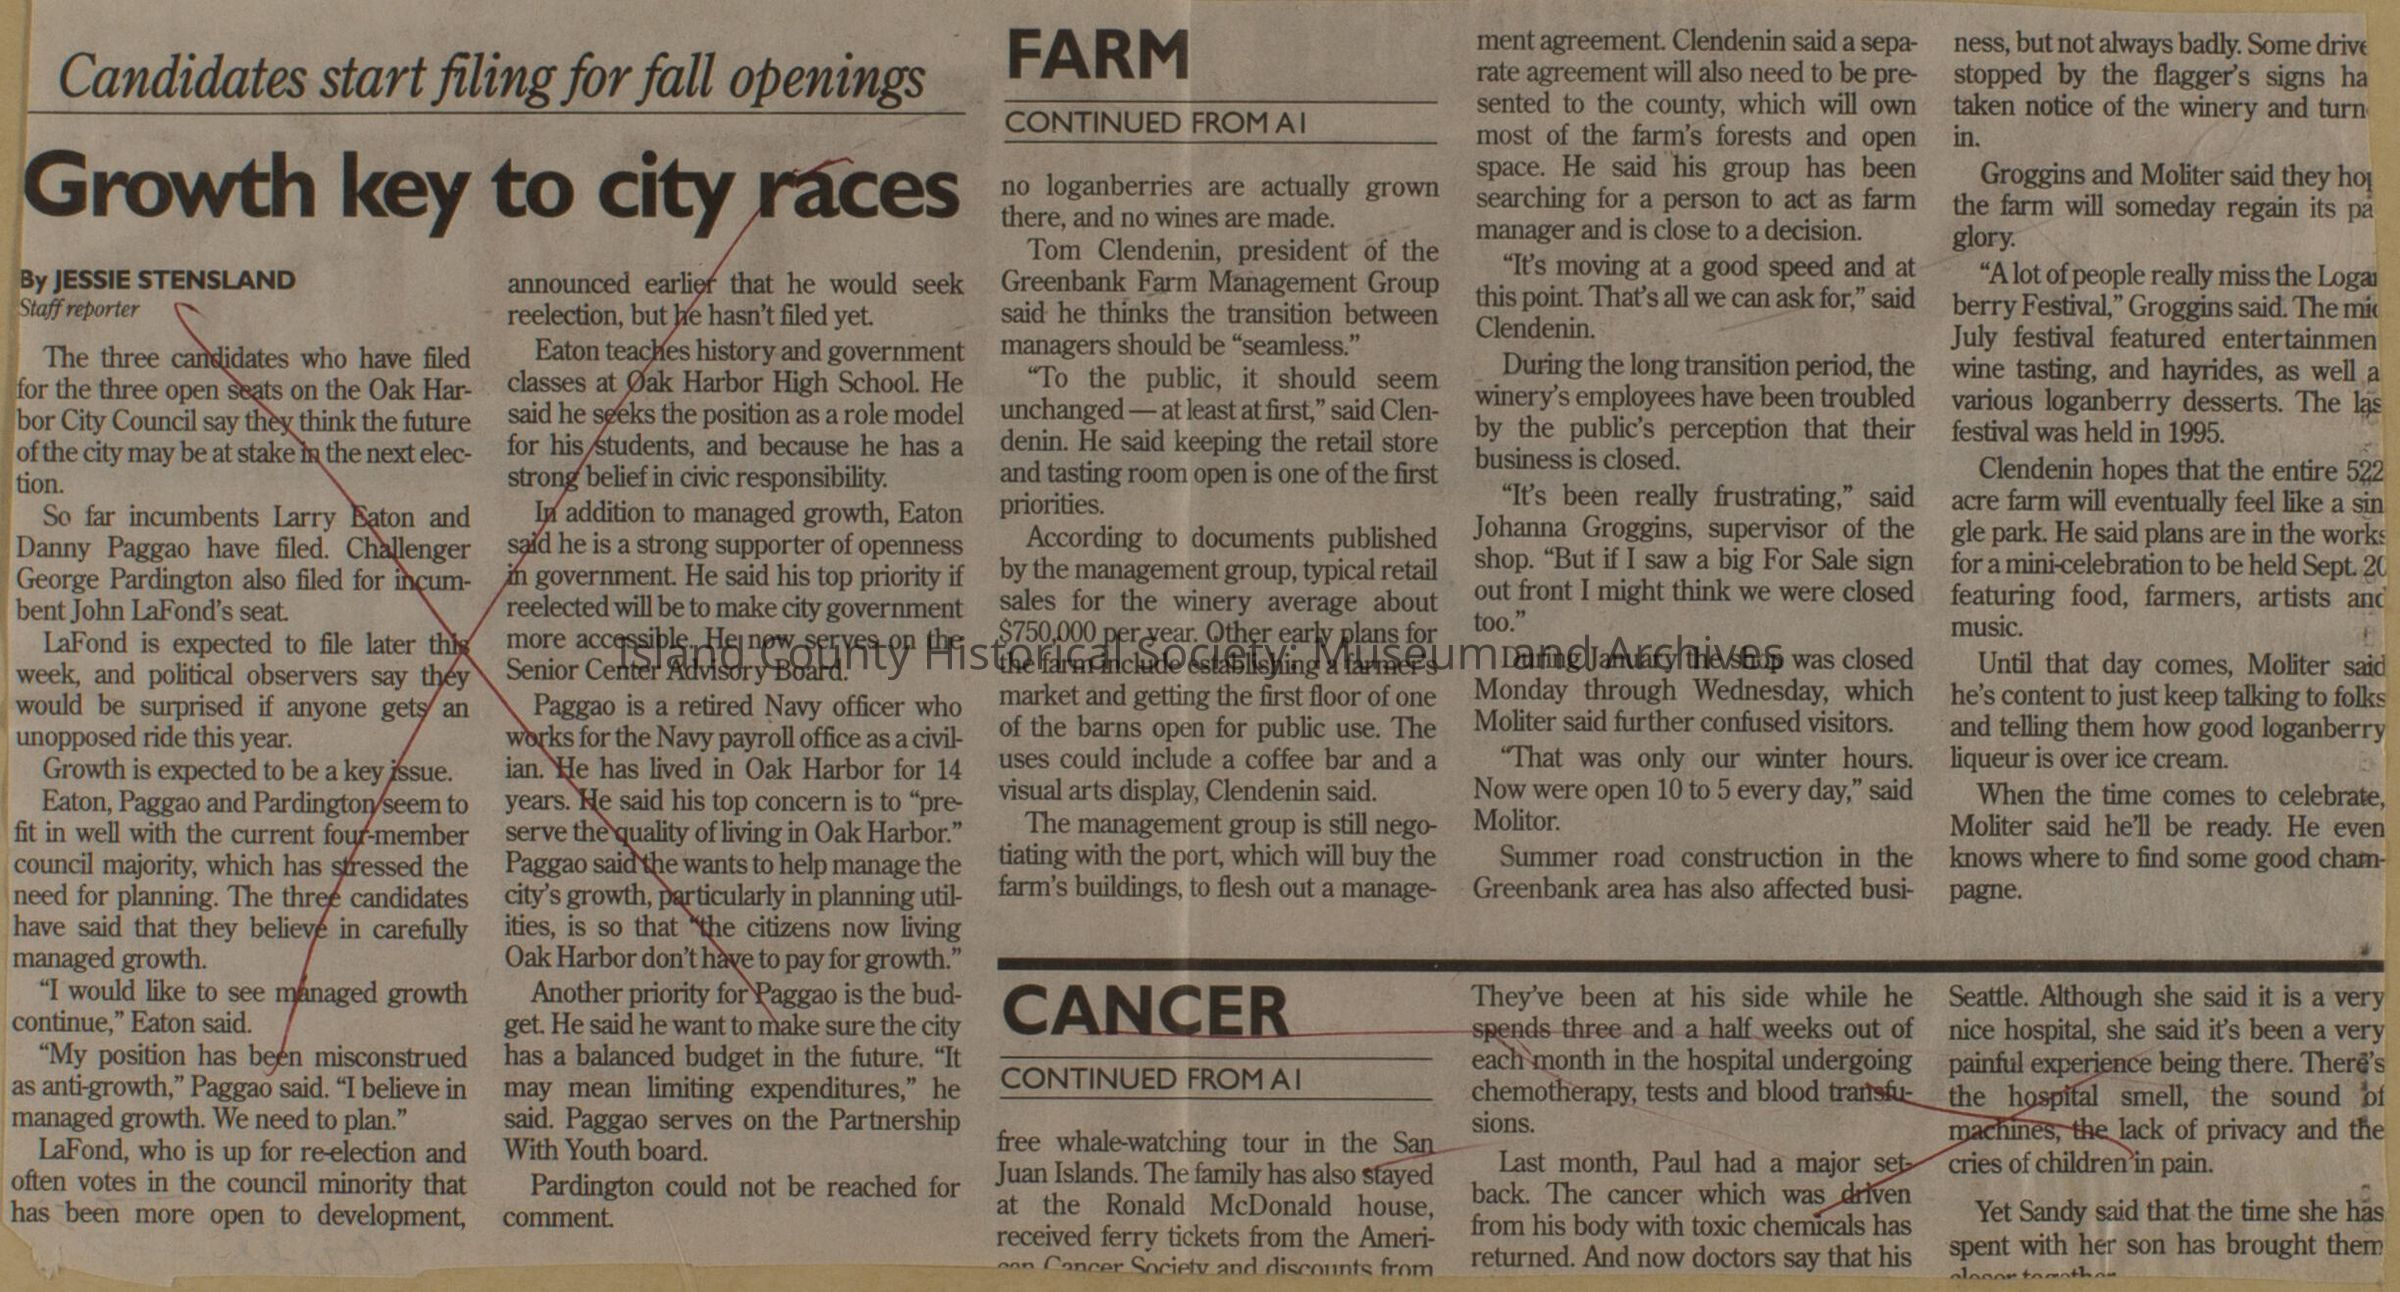 Candidates start filing for fall openings
Growth key to city races
By JESSIE STENSLAND
Staff reporter
The three candidates who have filed
for the three open seats on the Oak Har-
bor City Council say they think the future
of the city may be at stake in the next elec-
tion.
So far incumbents Larry Eaton and
Danny Paggao have filed. Challenger
George Pardington also filed for incum-
bent John LaFond's seat.
LaFond is expected to file later this
week, and political observers say they
would be surprised if anyone gets an
unopposed ride this year.
Growth is expected to be a key issue.
Eaton, Paggao and Pardington seem to
fit in well with the current four-member
council majority, which has stressed the
need for planning. The three candidates
have said that they believe in carefully
managed growth.
"I would like to see managed growth
continue," Eaton said.
"My position has been misconstrued
as anti-growth," Paggao said. "I believe in
managed growth. We need to plan."
LaFond, who is up for re-election and
often votes in the council minority that
has been more open to development,
announced earlier that he would seek
reelection, but he hasn't filed yet.
Eaton teaches history and government
classes at Oak Harbor High School. He
said he seeks the position as a role model
for his students, and because he has a
strong belief in civic responsibility.
In addition to managed growth, Eaton
said he is a strong supporter of openness
in government. He said his top priority if
reelected will be to make city government
more accessible. He now serves on the
Senior Center Advisory Board.
Paggao is a retired Navy officer who
works for the Navy payroll office as a civil-
ian. He has lived in Oak Harbor for 14
years. He said his top concern is to "pre-
serve the quality of living in Oak Harbor."
Paggao said the wants to help manage the
city's growth, particularly in planning util-
ities, is so that "the citizens now living
Oak Harbor don't have to pay for growth."
Another priority for Paggao is the bud-
get. He said he want to make sure the city
has a balanced budget in the future. "It
may mean limiting expenditures," he
said. Paggao serves on the Partnership
With Youth board.
Pardington could not be reached for
comment.
FARM
CONTINUED FROM A1
no loganberries are actually grown
there, and no wines are made.
Tom Clendenin, president of the
Greenbank Farm Management Group
said he thinks the transition between
managers should be "seamless."
"To the public, it should seem
unchanged — at least at first," said Clen-
denin. He said keeping the retail store
and tasting room open is one of the first
priorities.
According to documents published
by the management group, typical retail
sales for the winery average about
$750,000 per year. Other early plans for
the farm include establishing a farmer's
market and getting the first floor of one
of the barns open for public use. The
uses could include a coffee bar and a
visual arts display, Clendenin said.
The management group is still nego-
tiating with the port, which will buy the
farm's buildings, to flesh out a manage-
ment agreement. Clendenin said a sepa-
rate agreement will also need to be pre-
sented to the county, which will own
most of the farm's forests and open
space. He said his group has been
searching for a person to act as farm
manager and is close to a decision.
"It's moving at a good speed and at
this point. That's all we can ask for," said
Clendenin.
During the long transition period, the
winery's employees have been troubled
by the public's perception that their
business is closed.
"It's been really frustrating," said
Johanna Groggins, supervisor of the
shop. "But if I saw a big For Sale sign
out front I might think we were closed
too."
During January the shop was closed
Monday through Wednesday, which
Moliter said further confused visitors.
"That was only our winter hours.
Now were open 10 to 5 every day," said
Molitor.
Summer road construction in the
Greenbank area has also affected busi-
ness, but not always badly. Some drive
stopped by the flagger's signs ha
taken notice of the winery and turn
in.
Groggins and Moliter said they hop
the farm will someday regain its pa
glory.
"A lot of people really miss the Logan
berry Festival," Groggins said. The mid
July festival featured entertainmen
wine tasting, and hayrides, as well a
various loganberry desserts. The las
festival was held in 1995.
Clendenin hopes that the entire 522
acre farm will eventually feel like a sin
gle park. He said plans are in the works
for a mini-celebration to be held Sept. 20
featuring food, farmers, artists and
music.
Until that day comes, Moliter said
he's content to just keep talking to folks
and telling them how good loganberry
liqueur is over ice cream.
When the time comes to celebrate,
Moliter said he'll be ready. He even
knows where to find some good cham-
pagne.
CANCER
CONTINUED FROM A1
free whale-watching tour in the San
Juan Islands. The family has also stayed
at the Ronald McDonald house,
received ferry tickets from the Ameri-
can Cancer Society and discounts from
They've been at his side while he
spends three and a half weeks out of
each month in the hospital undergoing
chemotherapy, tests and blood transfu-
sions.
Last month, Paul had a major set-
back. The cancer which was driven
from his body with toxic chemicals has
returned. And now doctors say that his
Seattle. Although she said it is a very
nice hospital, she said it's been a very
painful experience being there. There's
the hospital smell, the sound of
machines, the lack of privacy and the
cries of children in pain.
Yet Sandy said that the time she has
spent with her son has brought them
closer together
Island County Historical Society: Museum and Archives